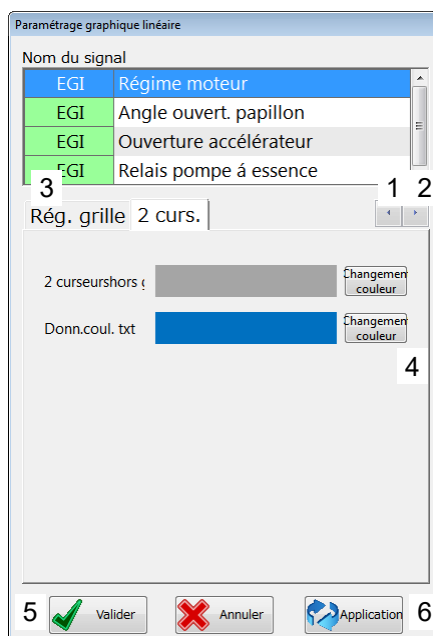 Paramétrage graphique linéaire
Nom du signal
EGI Régime moteur
EGI Angle ouvert. papillon
EGI Ouverture accélérateur
EGI Relais pompe á essence
3 1 2
Rég. grille 2 curs.
2 curseurshors
Changemen
couleur
Donn.coul. txt
Changemen
couleur
4
5 Valider Annuler Application 6